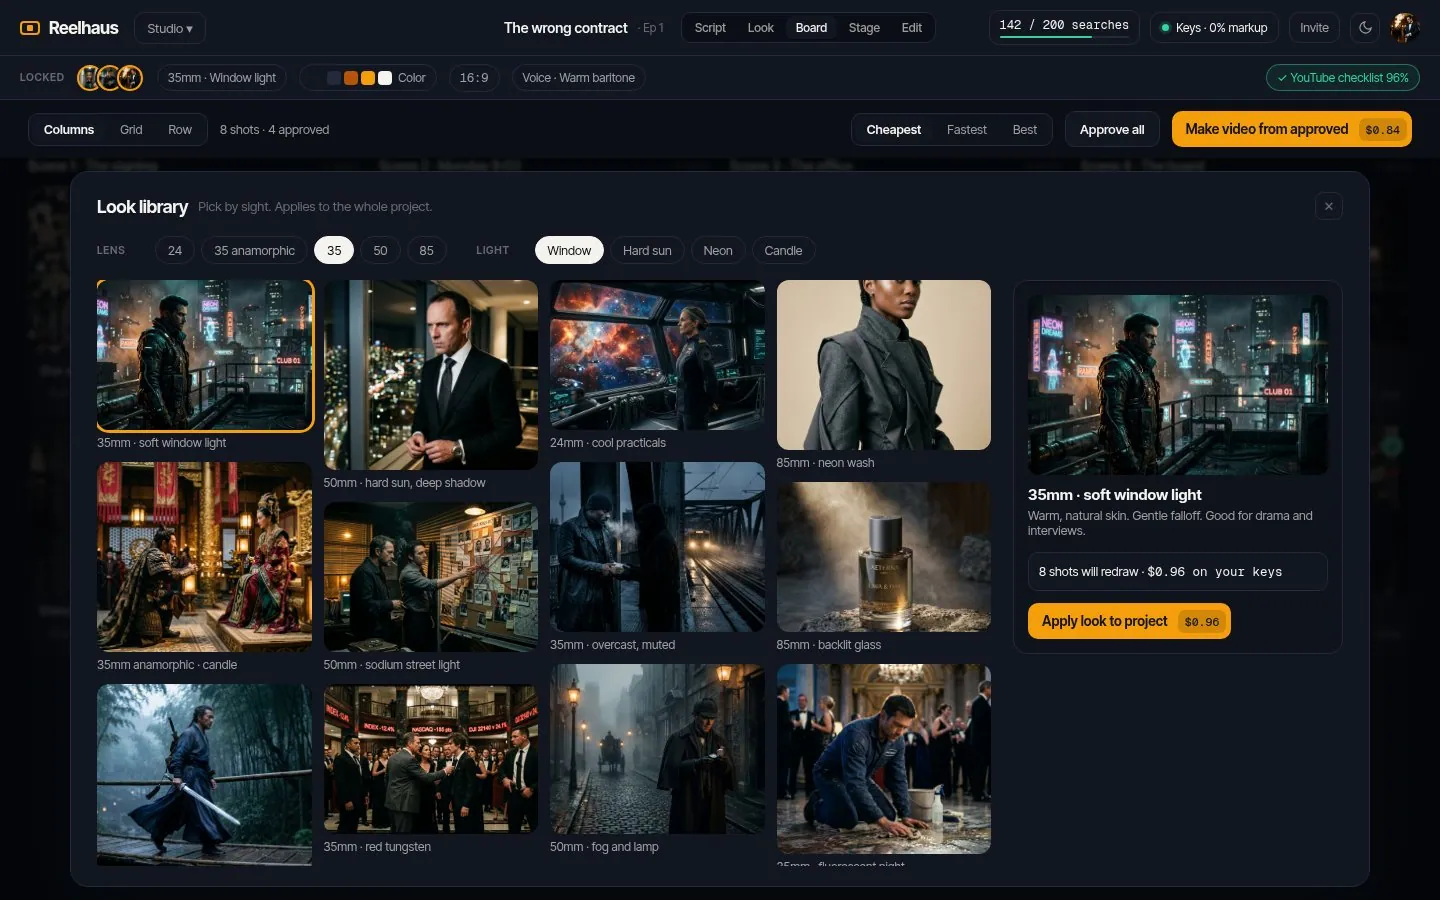 Reelhaus
Studio ▾
The wrong contract · Ep 1
Script Look Board Stage Edit
142 / 200 searches
Keys · 0% markup
Invite
LOCKED
35mm · Window light
Color
16:9
Voice · Warm baritone
✓ YouTube checklist 96%
Columns Grid Row
8 shots · 4 approved
Cheapest Fastest Best
Approve all
Make video from approved $0.84
Look library
Pick by sight. Applies to the whole project.
×
LENS 24 35 anamorphic 35 50 85
LIGHT Window Hard sun Neon Candle
35mm · soft window light
50mm · hard sun, deep shadow
24mm · cool practicals
85mm · neon wash
35mm anamorphic · candle
50mm · sodium street light
35mm · overcast, muted
85mm · backlit glass
35mm · red tungsten
50mm · fog and lamp
NEON
DREAMS
CLUB 01
35mm · soft window light
Warm, natural skin. Gentle falloff. Good for drama and
interviews.
8 shots will redraw · $0.96 on your keys
Apply look to project $0.96